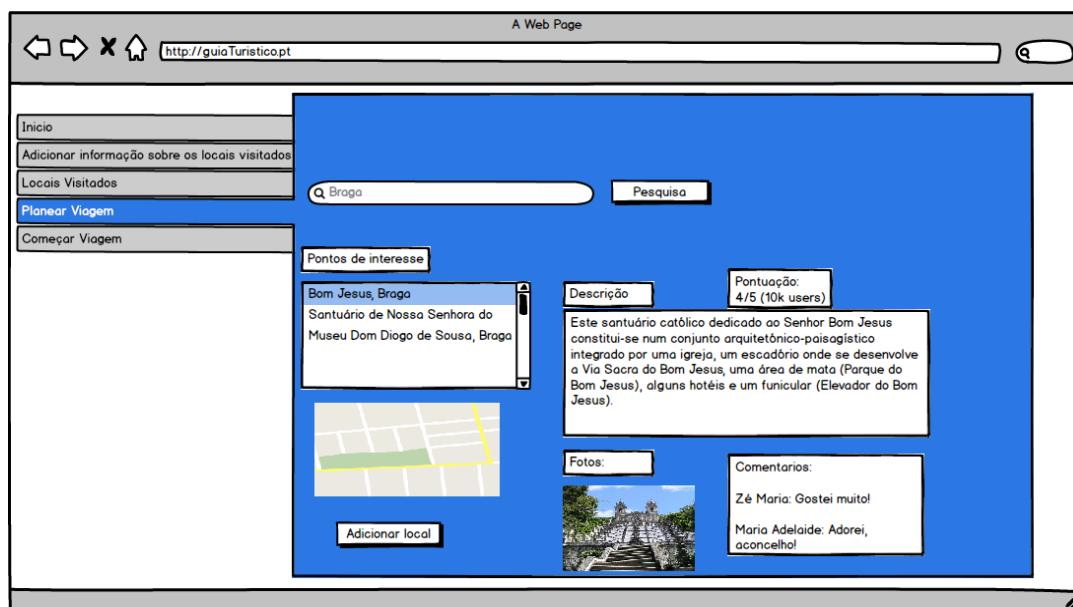 A Web Page
http://guiaTuristico.pt
Inicio
Adicionar informação sobre os locais visitados
Locais Visitados
Planear Viagem
Começar Viagem
Braga
Pesquisa
Pontos de interesse
Bom Jesus, Braga
Santuário de Nossa Senhora do
Museu Dom Diogo de Sousa, Braga
Adicionar local
Descrição
Pontuação:
4/5 (10k users)
Este santuário católico dedicado ao Senhor Bom Jesus
constitui-se num conjunto arquitetônico-paisagístico
integrado por uma igreja, um escadório onde se desenvolve
a Via Sacra do Bom Jesus, uma área de mata (Parque do
Bom Jesus), alguns hotéis e um funicular (Elevador do Bom
Jesus).
Fotos:
Comentarios:
Zé Maria: Gostei muito!
Maria Adelaide: Adorei,
aconcelho!